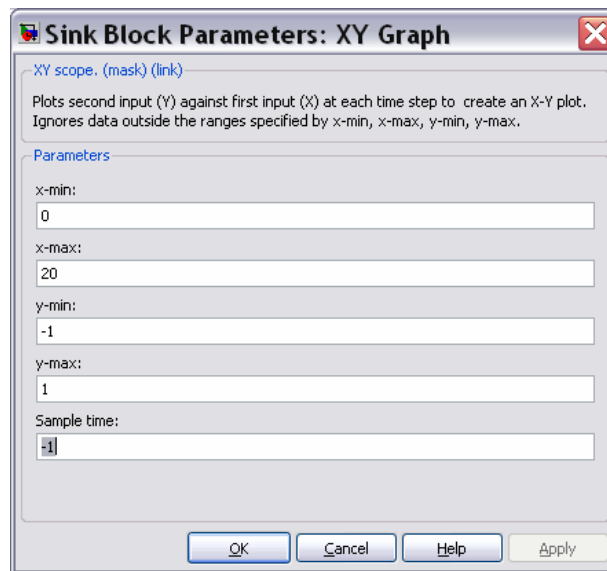 Sink Block Parameters: XY Graph
XY scope. (mask) (link)
Plots second input (Y) against first input (X) at each time step to create an X-Y plot.
Ignores data outside the ranges specified by x-min, x-max, y-min, y-max.
Parameters
x-min:
0
x-max:
20
y-min:
-1
y-max:
1
Sample time:
-1
OK Cancel Help Apply